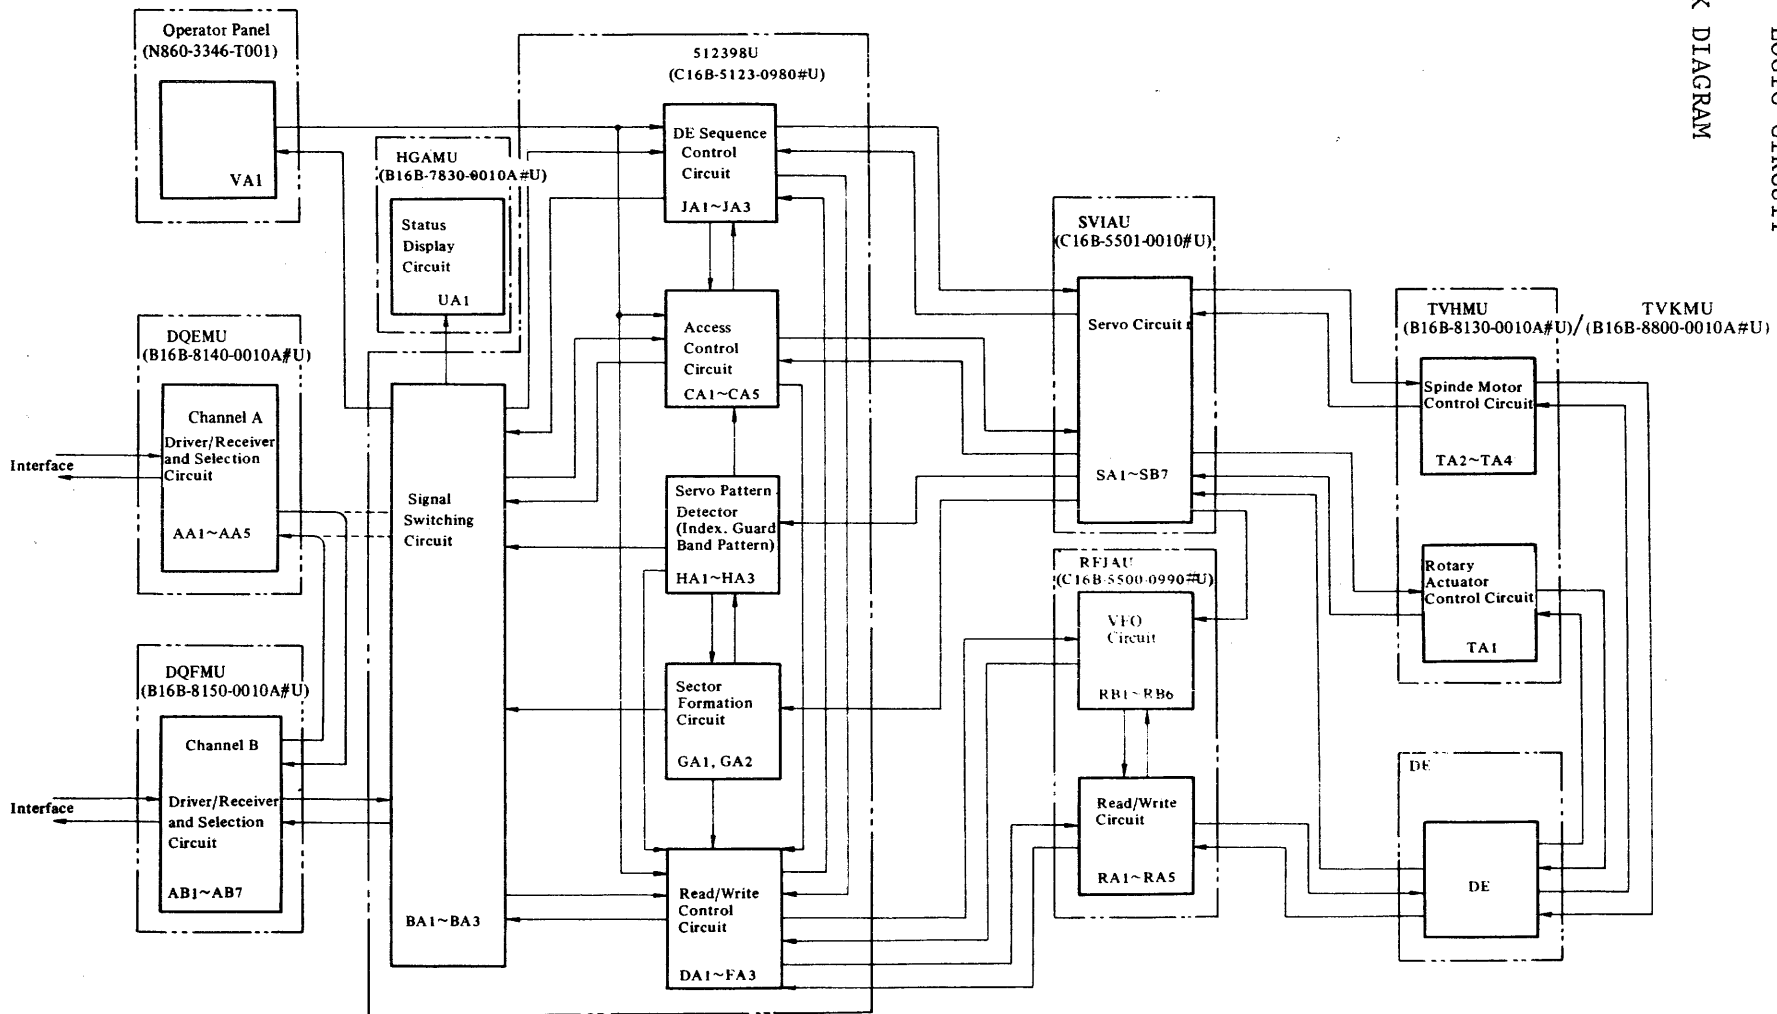 Operator Panel
(N860-3346-T001)
VA1
512398U
(C16B-5123-0980#U)
DE Sequence
Control
Circuit
JA1~JA3
HGAMU
(B16B-7830-0010A#U)
Status
Display
Circuit
UA1
DIAGRAM
SVIAU
(C16B-5501-0010#U)
Servo Circuit
SA1~SB7
Access
Control
Circuit
CA1~CA5
TVHMU
(B16B-8130-0010A#U)/
TVKMU
(B16B-8800-0010A#U)
Spinde Motor
Control Circuit
TA2~TA4
DQEMU
(B16B-8140-0010A#U)
Channel A
Driver/Receiver
and Selection
Circuit
AA1~AA5
Interface
Signal
Switching
Circuit
BA1~BA3
Servo Pattern
Detector
(Index. Guard
Band Pattern)
HA1~HA3
RFJAU
(C16B-5500-0990#U)
VFO
Circuit
RB1~RB6
Rotary
Actuator
Control Circuit
TA1
DQFMU
(B16B-8150-0010A#U)
Channel B
Driver/Receiver
and Selection
Circuit
AB1~AB7
Interface
Sector
Formation
Circuit
GA1, GA2
Read/Write
Circuit
RA1~RA5
DE
DE
Read/Write
Control
Circuit
DA1~FA3